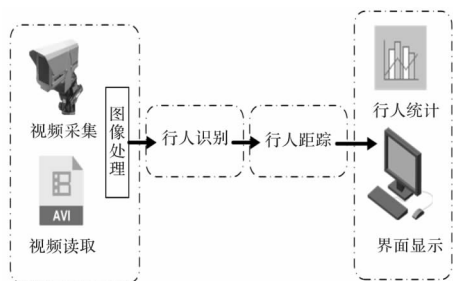 视频采集
AVI
视频读取
图像处理
行人识别
行人距踪
行人统计
界面显示